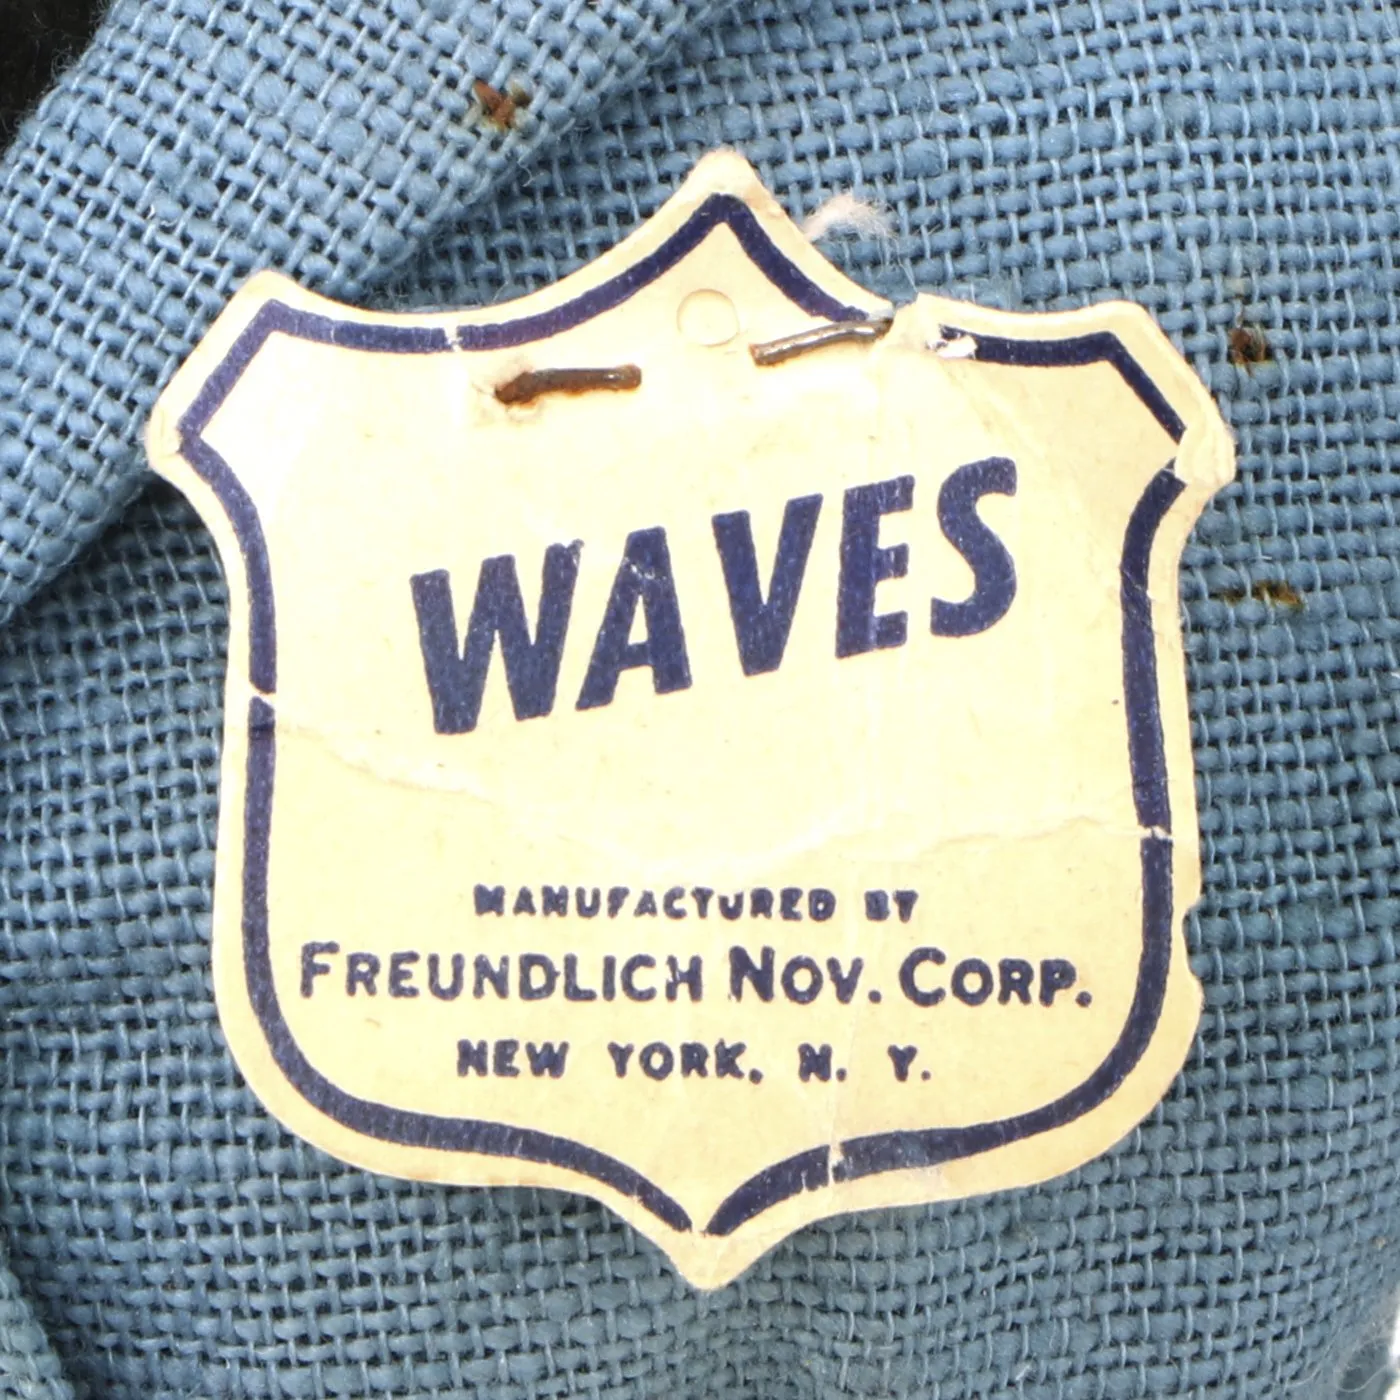 WAVES
MANUFACTURED BY
FREUNDLICH NOV. CORP.
NEW YORK, N. Y.